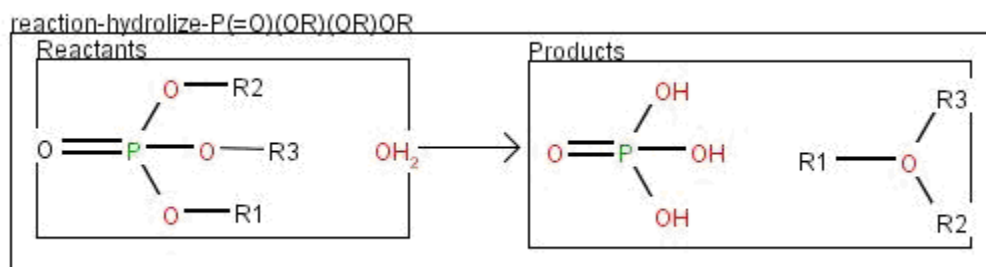 reaction-hydrolize-P(=O)(OR)(OR)OR
Reactants
Products
O R2
O P O R3 OH2
O R1
OH
O P OH
OH
R3
R1 O
R2